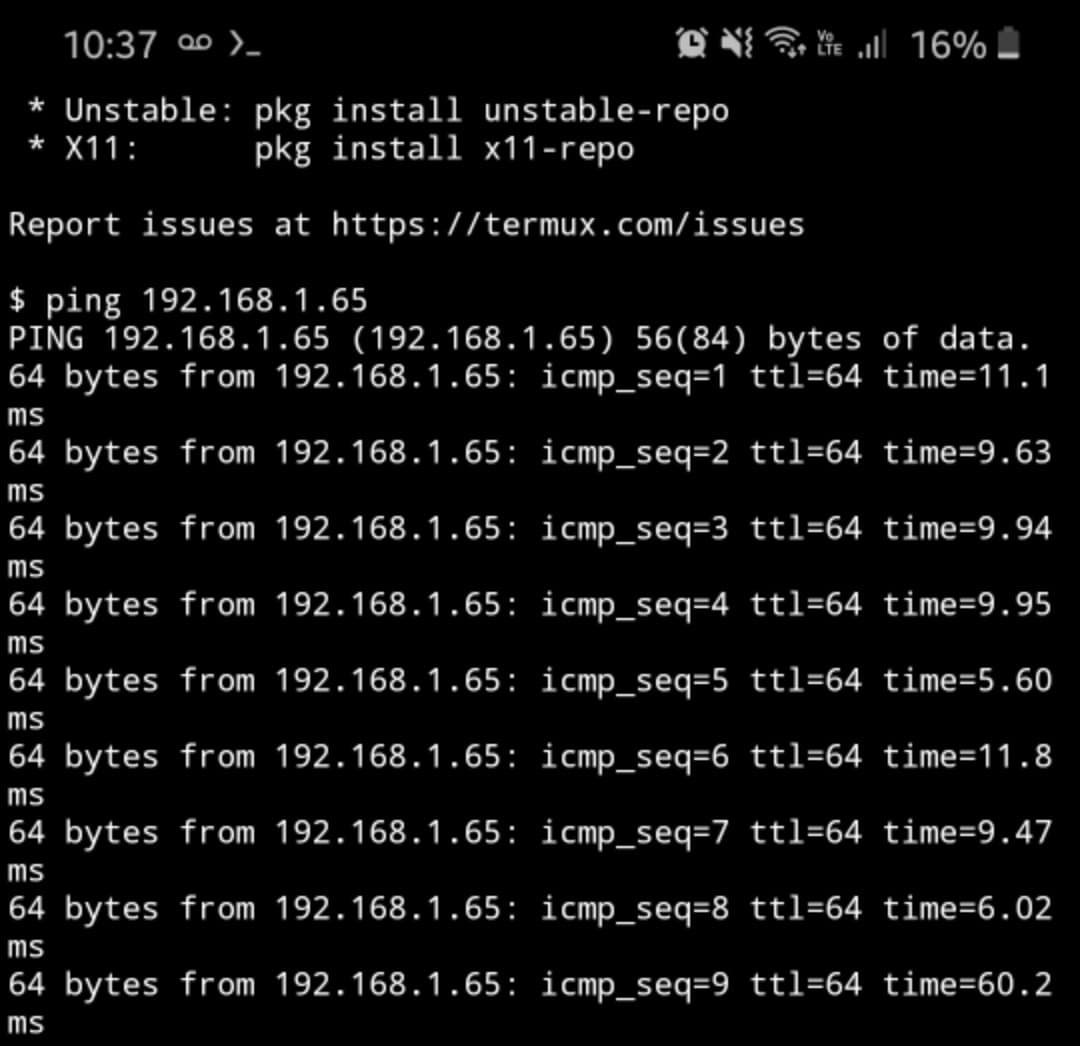 10:37 >_ Vo LTE 16%
* Unstable: pkg install unstable-repo
* X11:      pkg install x11-repo
Report issues at https://termux.com/issues
$ ping 192.168.1.65
PING 192.168.1.65 (192.168.1.65) 56(84) bytes of data.
64 bytes from 192.168.1.65: icmp_seq=1 ttl=64 time=11.1
ms
64 bytes from 192.168.1.65: icmp_seq=2 ttl=64 time=9.63
ms
64 bytes from 192.168.1.65: icmp_seq=3 ttl=64 time=9.94
ms
64 bytes from 192.168.1.65: icmp_seq=4 ttl=64 time=9.95
ms
64 bytes from 192.168.1.65: icmp_seq=5 ttl=64 time=5.60
ms
64 bytes from 192.168.1.65: icmp_seq=6 ttl=64 time=11.8
ms
64 bytes from 192.168.1.65: icmp_seq=7 ttl=64 time=9.47
ms
64 bytes from 192.168.1.65: icmp_seq=8 ttl=64 time=6.02
ms
64 bytes from 192.168.1.65: icmp_seq=9 ttl=64 time=60.2
ms